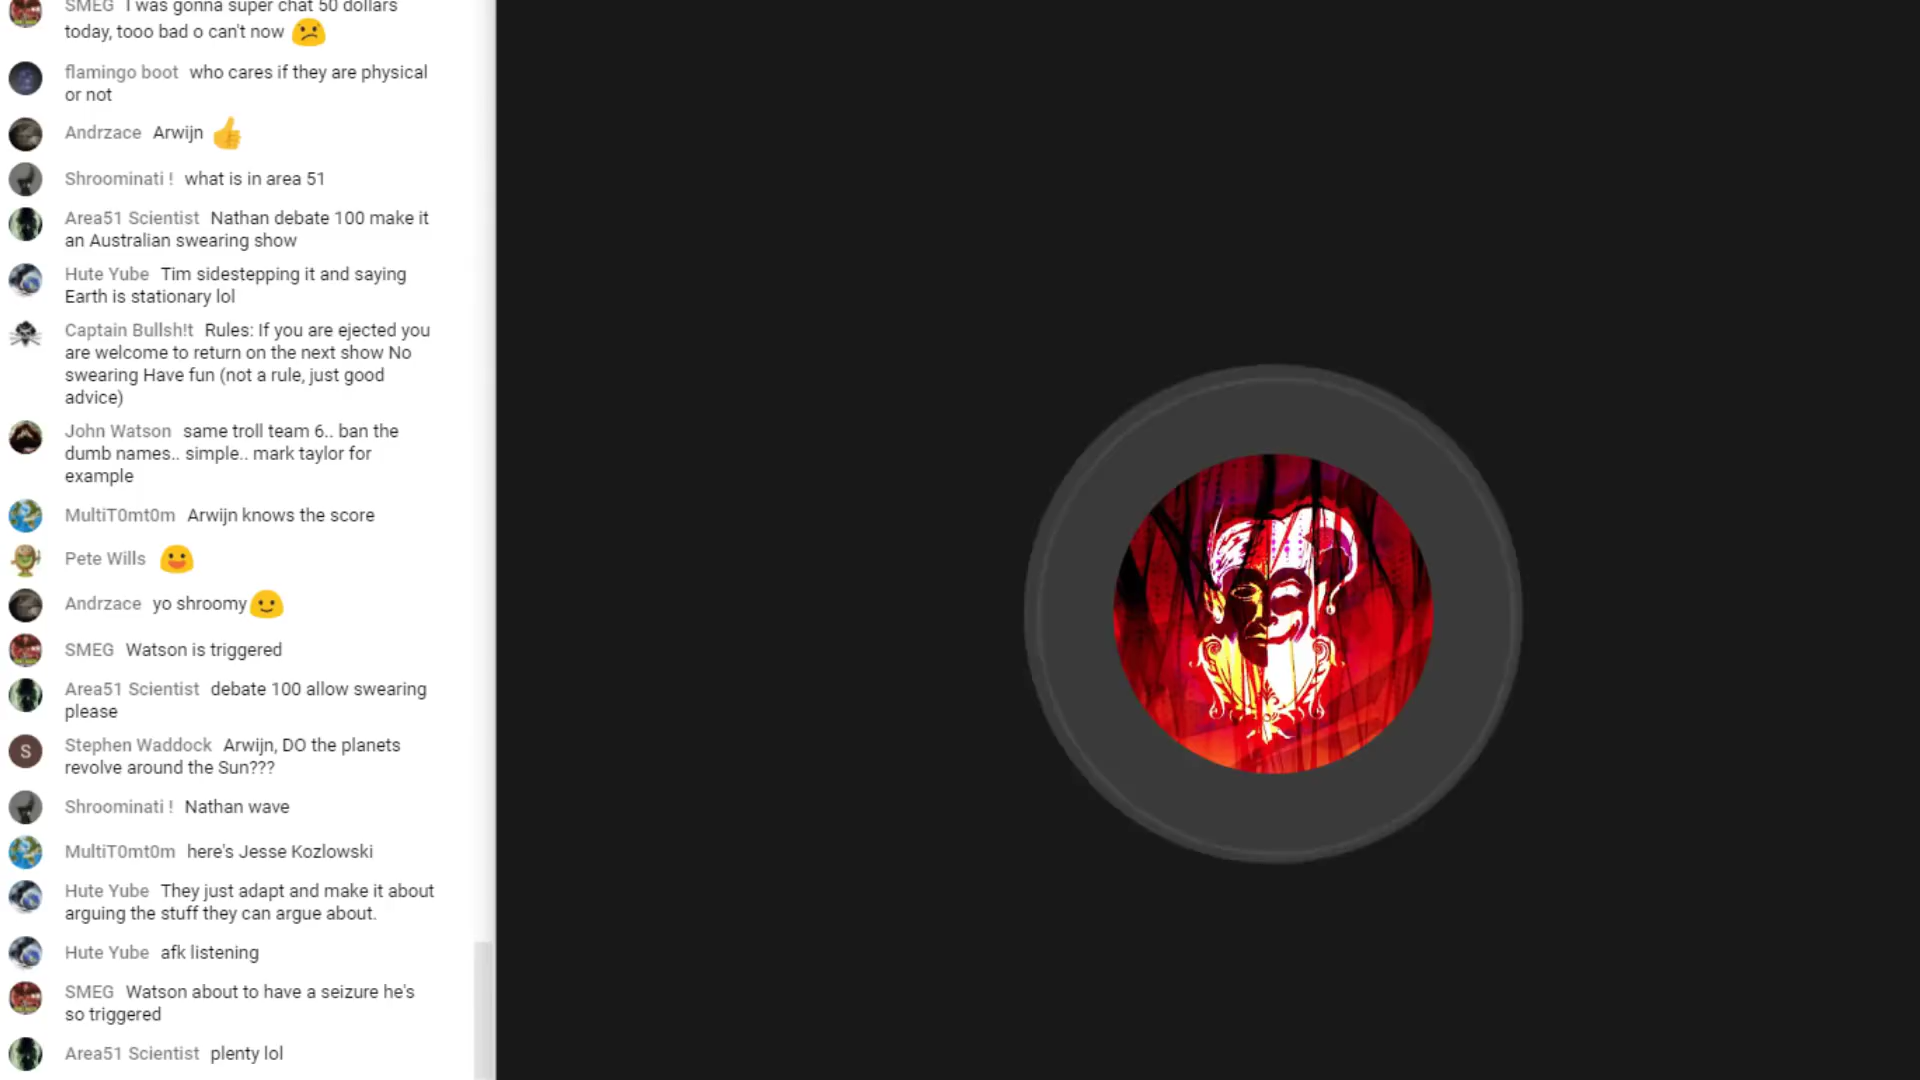 SMEG I was gonna super chat 50 dollars
today, tooo bad o can't now
flamingo boot who cares if they are physical
or not
Andrzace Arwijn
Shroominati ! what is in area 51
Area51 Scientist Nathan debate 100 make it
an Australian swearing show
Hute Yube Tim sidestepping it and saying
Earth is stationary lol
Captain Bullsh!t Rules: If you are ejected you
are welcome to return on the next show No
swearing Have fun (not a rule, just good
advice)
John Watson same troll team 6.. ban the
dumb names.. simple.. mark taylor for
example
MultiT0mt0m Arwijn knows the score
Pete Wills
Andrzace yo shroomy
SMEG Watson is triggered
Area51 Scientist debate 100 allow swearing
please
S
Stephen Waddock Arwijn, DO the planets
revolve around the Sun???
Shroominati ! Nathan wave
MultiT0mt0m here's Jesse Kozlowski
Hute Yube They just adapt and make it about
arguing the stuff they can argue about.
Hute Yube afk listening
SMEG Watson about to have a seizure he's
so triggered
Area51 Scientist plenty lol